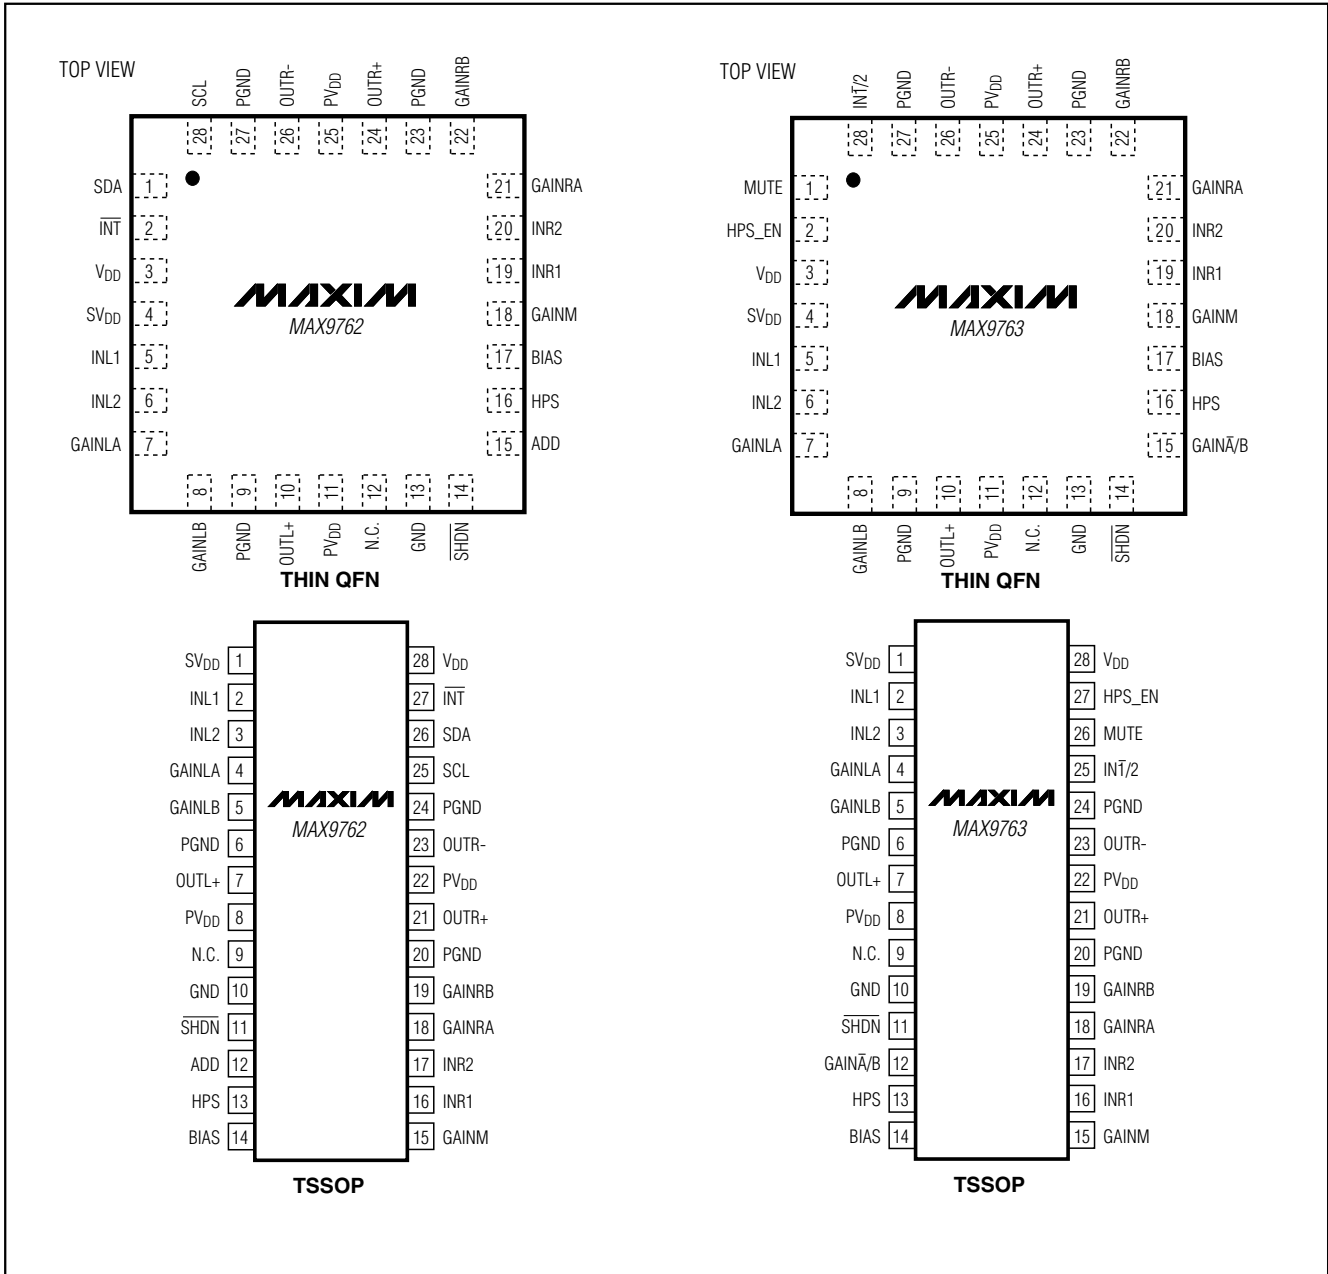 TOP VIEW
SCL
PGND
OUTR-
PVDD
OUTR+
PGND
GAINRB
28 27 26 25 24 23 22
SDA 1
I̅N̅T̅ 2
VDD 3
SVDD 4
INL1 5
INL2 6
GAINLA 7
MAXIM
MAX9762
21 GAINRA
20 INR2
19 INR1
18 GAINM
17 BIAS
16 HPS
15 ADD
8 9 10 11 12 13 14
GAINLB
PGND
OUTL+
PVDD
N.C.
GND
S̅H̅D̅N̅
THIN QFN
TOP VIEW
IN1̅/2
PGND
OUTR-
PVDD
OUTR+
PGND
GAINRB
28 27 26 25 24 23 22
MUTE 1
HPS_EN 2
VDD 3
SVDD 4
INL1 5
INL2 6
GAINLA 7
MAXIM
MAX9763
21 GAINRA
20 INR2
19 INR1
18 GAINM
17 BIAS
16 HPS
15 GAINA̅/B
8 9 10 11 12 13 14
GAINLB
PGND
OUTL+
PVDD
N.C.
GND
S̅H̅D̅N̅
THIN QFN
SVDD 1
INL1 2
INL2 3
GAINLA 4
GAINLB 5
PGND 6
OUTL+ 7
PVDD 8
N.C. 9
GND 10
S̅H̅D̅N̅ 11
ADD 12
HPS 13
BIAS 14
MAXIM
MAX9762
28 VDD
27 I̅N̅T̅
26 SDA
25 SCL
24 PGND
23 OUTR-
22 PVDD
21 OUTR+
20 PGND
19 GAINRB
18 GAINRA
17 INR2
16 INR1
15 GAINM
TSSOP
SVDD 1
INL1 2
INL2 3
GAINLA 4
GAINLB 5
PGND 6
OUTL+ 7
PVDD 8
N.C. 9
GND 10
S̅H̅D̅N̅ 11
GAINA̅/B 12
HPS 13
BIAS 14
MAXIM
MAX9763
28 VDD
27 HPS_EN
26 MUTE
25 IN1̅/2
24 PGND
23 OUTR-
22 PVDD
21 OUTR+
20 PGND
19 GAINRB
18 GAINRA
17 INR2
16 INR1
15 GAINM
TSSOP